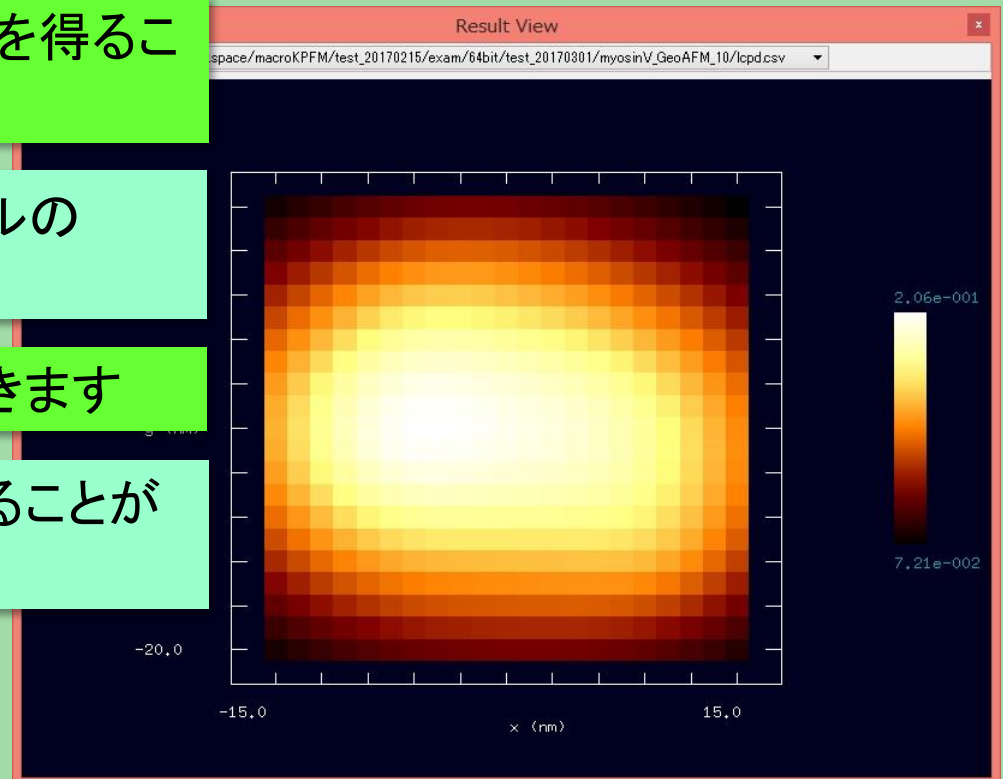 を得るこ
ルの
きます
ることが
Result View
space/macroKPFM/test_20170215/exam/64bit/test_20170301/myosinV_GeoAFM_10/lcpd.csv
2.06e-001
7.21e-002
-20.0
-15.0
15.0
x (nm)